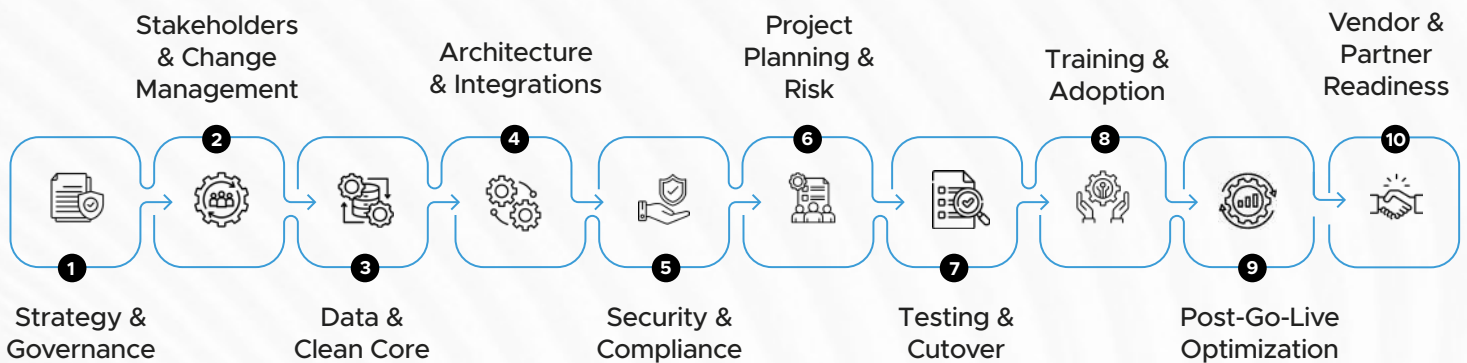 1
Strategy &
Governance
Stakeholders
& Change
Management
2
3
Data &
Clean Core
Architecture
& Integrations
4
5
Security &
Compliance
Project
Planning &
Risk
6
7
Testing &
Cutover
Training &
Adoption
8
9
Post-Go-Live
Optimization
Vendor &
Partner
Readiness
10